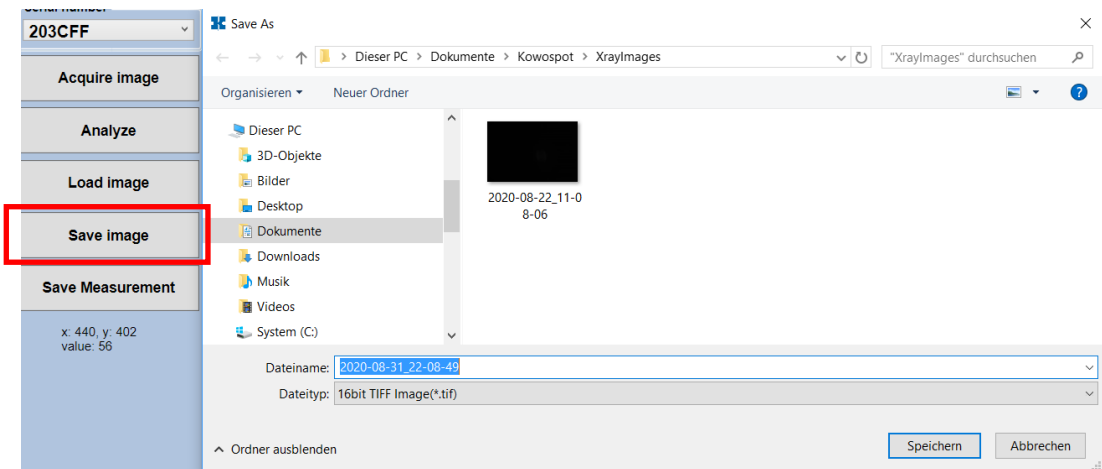 Serial number
203CFF
Acquire image
Analyze
Load image
Save image
Save Measurement
x: 440, y: 402
value: 56
Save As
> Dieser PC > Dokumente > Kowospot > XrayImages
"XrayImages" durchsuchen
Organisieren
Neuer Ordner
Dieser PC
3D-Objekte
Bilder
Desktop
Dokumente
Downloads
Musik
Videos
System (C:)
2020-08-22_11-0
8-06
Dateiname: 2020-08-31_22-08-49
Dateityp: 16bit TIFF Image(*.tif)
Ordner ausblenden
Speichern
Abbrechen